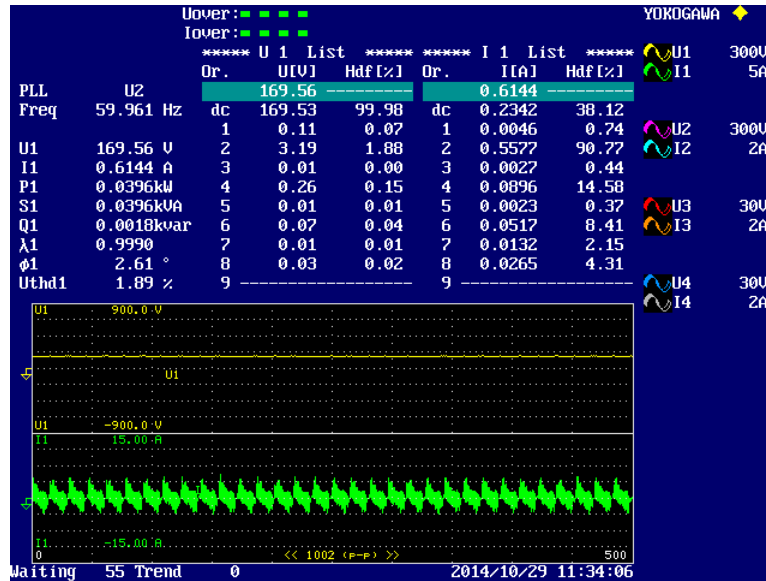 Uover:
YOKOGAWA
Iover:
***** U 1 List ***** ***** I 1 List *****
U1 300V
Or. U[V] Hdf[%] Or. I[A] Hdf[%]
I1 5A
PLL U2 169.56 --------- 0.6144 ---------
Freq 59.961 Hz dc 169.53 99.98 dc 0.2342 38.12
1 0.11 0.07 1 0.0046 0.74
U2 300V
U1 169.56 V 2 3.19 1.88 2 0.5577 90.77
I2 2A
I1 0.6144 A 3 0.01 0.00 3 0.0027 0.44
P1 0.0396kW 4 0.26 0.15 4 0.0896 14.58
S1 0.0396kVA 5 0.01 0.01 5 0.0023 0.37
U3 30V
Q1 0.0018kvar 6 0.07 0.04 6 0.0517 8.41
I3 2A
λ1 0.9990 7 0.01 0.01 7 0.0132 2.15
ϕ1 2.61 ° 8 0.03 0.02 8 0.0265 4.31
Uthd1 1.89 % 9 -------------------- 9 --------------------
U4 30V
I4 2A
U1 900.0 V
U1
U1 -900.0 V
I1 15.00 A
I1 -15.00 A
0 << 1002 (p-p) >> 500
Waiting 55 Trend 0 2014/10/29 11:34:06